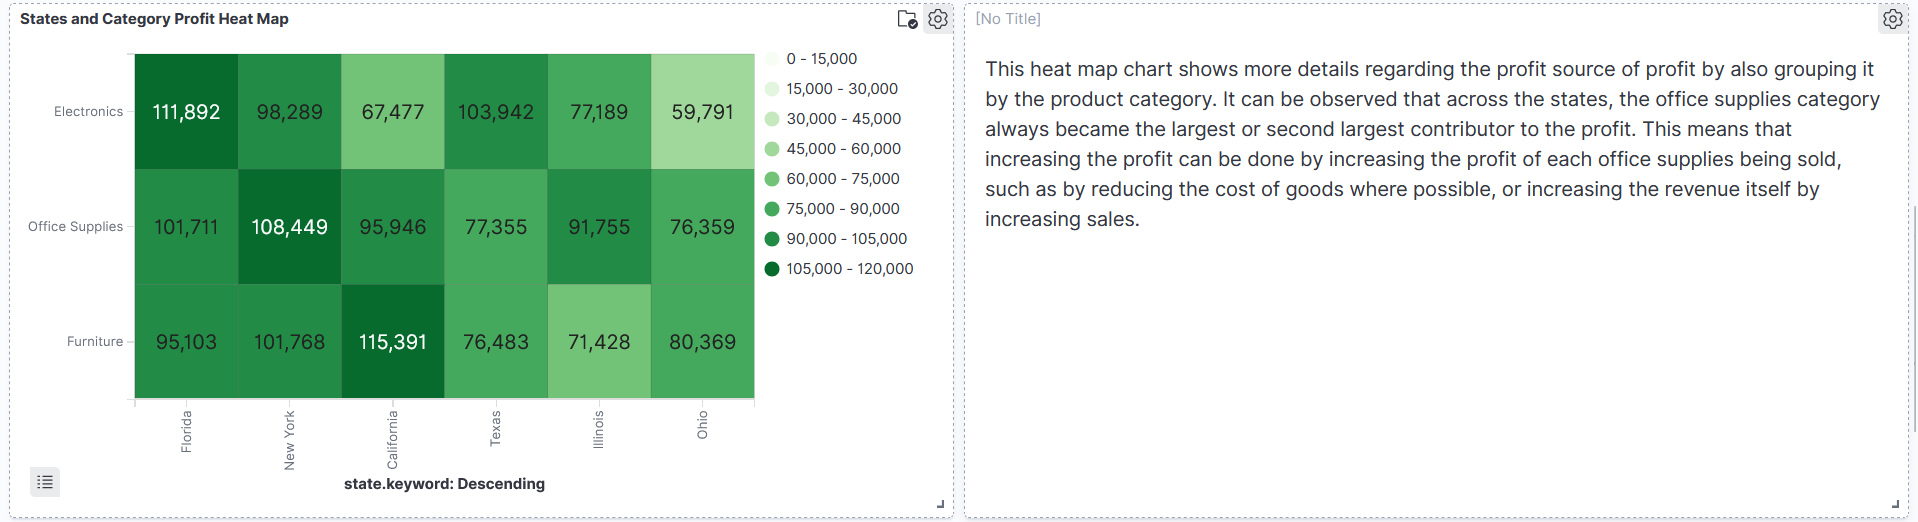 States and Category Profit Heat Map
Electronics
111,892 98,289 67,477 103,942 77,189 59,791
Office Supplies
101,711 108,449 95,946 77,355 91,755 76,359
Furniture
95,103 101,768 115,391 76,483 71,428 80,369
Florida
New York
California
Texas
Illinois
Ohio
state.keyword: Descending
0 - 15,000
15,000 - 30,000
30,000 - 45,000
45,000 - 60,000
60,000 - 75,000
75,000 - 90,000
90,000 - 105,000
105,000 - 120,000
[No Title]
This heat map chart shows more details regarding the profit source of profit by also grouping it
by the product category. It can be observed that across the states, the office supplies category
always became the largest or second largest contributor to the profit. This means that
increasing the profit can be done by increasing the profit of each office supplies being sold,
such as by reducing the cost of goods where possible, or increasing the revenue itself by
increasing sales.